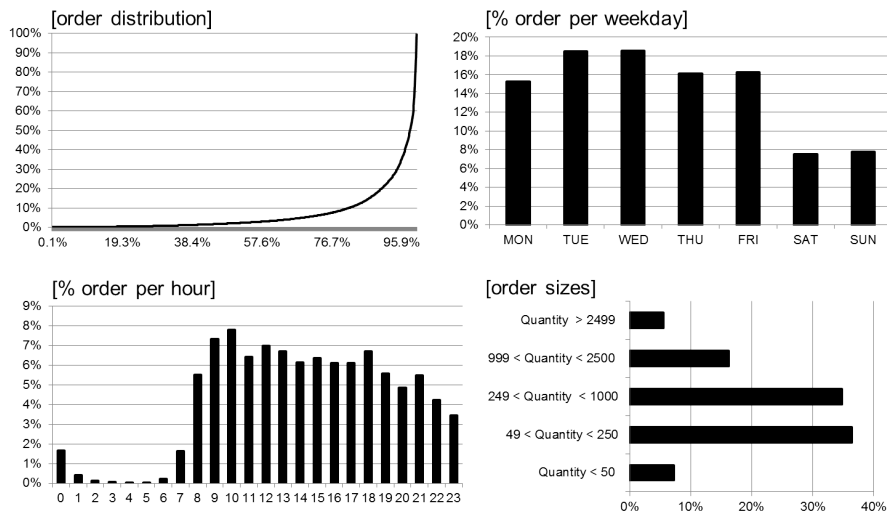 [order distribution]
100%
90%
80%
70%
60%
50%
40%
30%
20%
10%
0%
0.1% 19.3% 38.4% 57.6% 76.7% 95.9%
[% order per weekday]
20%
18%
16%
14%
12%
10%
8%
6%
4%
2%
0%
MON TUE WED THU FRI SAT SUN
[% order per hour]
9%
8%
7%
6%
5%
4%
3%
2%
1%
0%
0 1 2 3 4 5 6 7 8 9 10 11 12 13 14 15 16 17 18 19 20 21 22 23
[order sizes]
Quantity > 2499
999 < Quantity < 2500
249 < Quantity < 1000
49 < Quantity < 250
Quantity < 50
0% 10% 20% 30% 40%